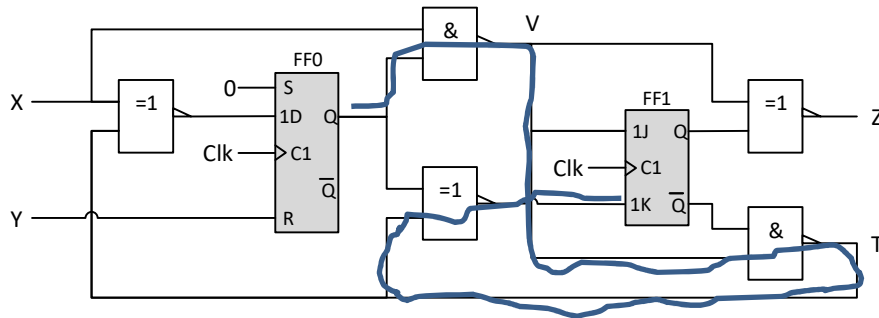 & V
FF0
0 S =1
X =1 1D Q FF1 Z
Clk C1 1J Q
Q Clk C1
Y R =1 1K Q
& T